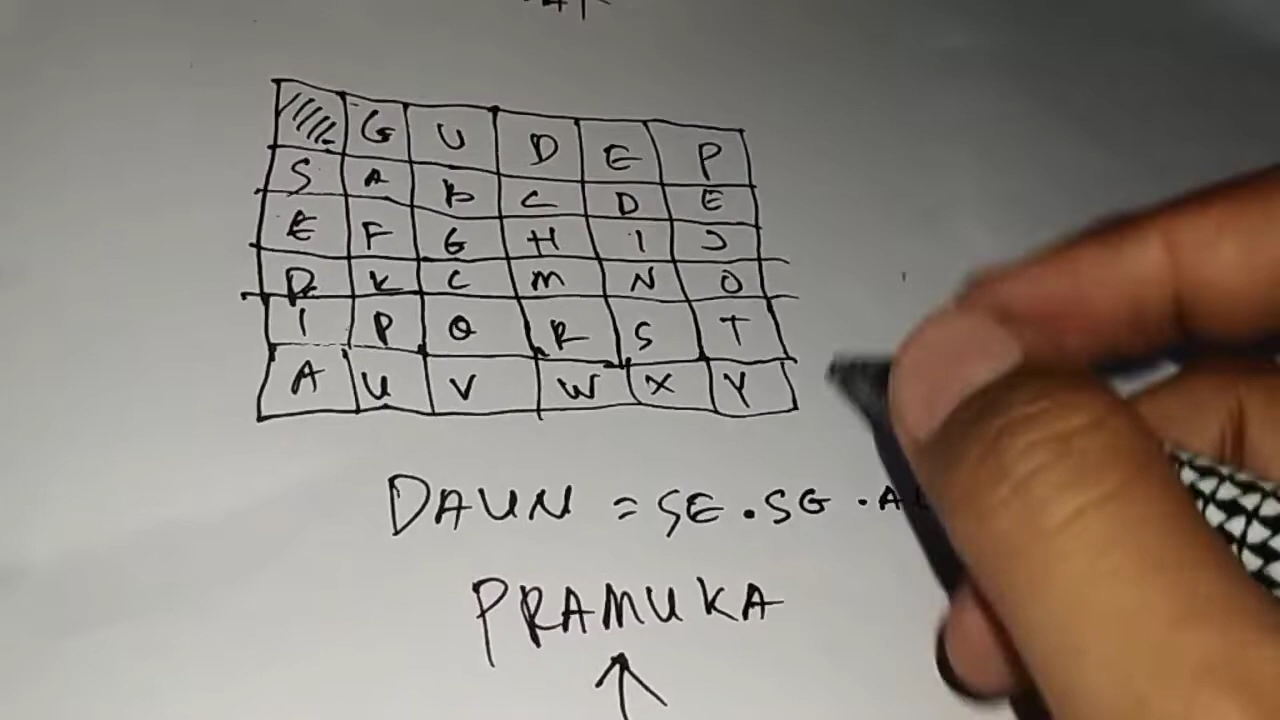 G U D E P
S A B C D E
E F G H I J
R K L M N O
I P Q R S T
A U V W X Y
DAUN = SE.SG.A
PRAMUKA